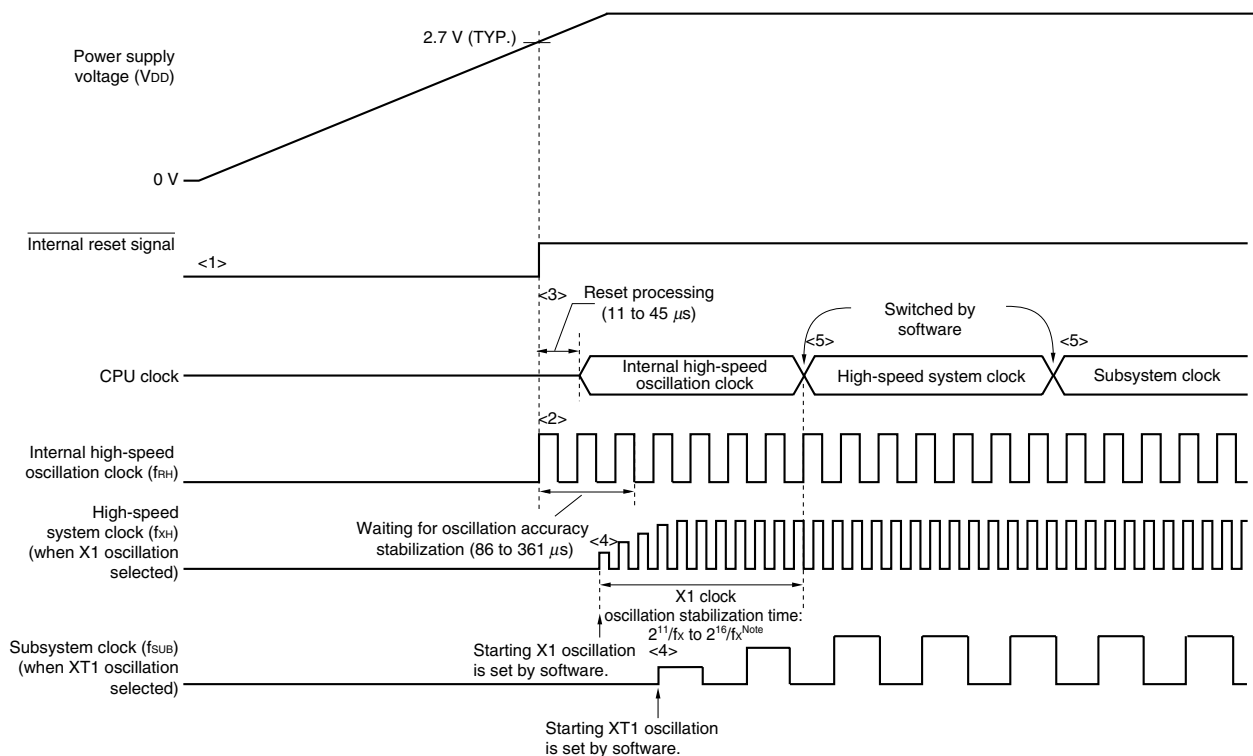 2.7 V (TYP.)
Power supply
voltage (VDD)
0 V
Internal reset signal
<1>
<3>
Reset processing
(11 to 45 μs)
Switched by
software
<5>
<5>
CPU clock
Internal high-speed
oscillation clock
High-speed system clock
Subsystem clock
<2>
Internal high-speed
oscillation clock (fRH)
Waiting for oscillation accuracy
stabilization (86 to 361 μs)
High-speed
system clock (fXH)
(when X1 oscillation
selected)
<4>
X1 clock
oscillation stabilization time:
2^11/fX to 2^16/fX^Note
Starting X1 oscillation
is set by software.
Subsystem clock (fSUB)
(when XT1 oscillation
selected)
<4>
Starting XT1 oscillation
is set by software.